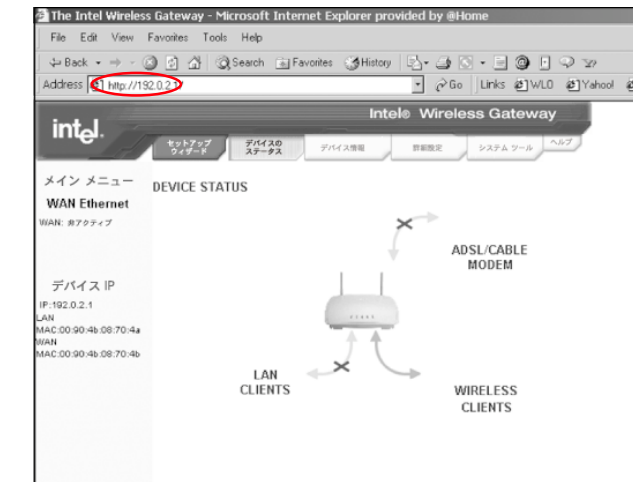 The Intel Wireless Gateway - Microsoft Internet Explorer provided by @Home
File Edit View Favorites Tools Help
Back Search Favorites History
Address http://192.0.2.1/ Go Links WLO Yahoo!
Intel® Wireless Gateway
intel.
セットアップ ウィザード
デバイスの ステータス
デバイス情報
詳細設定
システム ツール
ヘルプ
メイン メニュー
WAN Ethernet
WAN: 非アクティブ
デバイス IP
IP:192.0.2.1
LAN
MAC:00:90:4b:08:70:4a
WAN
MAC:00:90:4b:08:70:4b
DEVICE STATUS
ADSL/CABLE
MODEM
LAN
CLIENTS
WIRELESS
CLIENTS